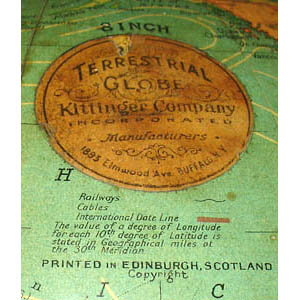 8 INCH
TERRESTRIAL
GLOBE
Kittinger Company
INCORPORATED
Manufacturers
1893 Elmwood Ave. BUFFALO, N.Y.
H
Railways
Cables
International Date Line
The value of a degree of Longitude
for each 10th degree of Latitude is
stated in Geographical miles at
the 30th Meridian
PRINTED IN EDINBURGH, SCOTLAND
Copyright
I C